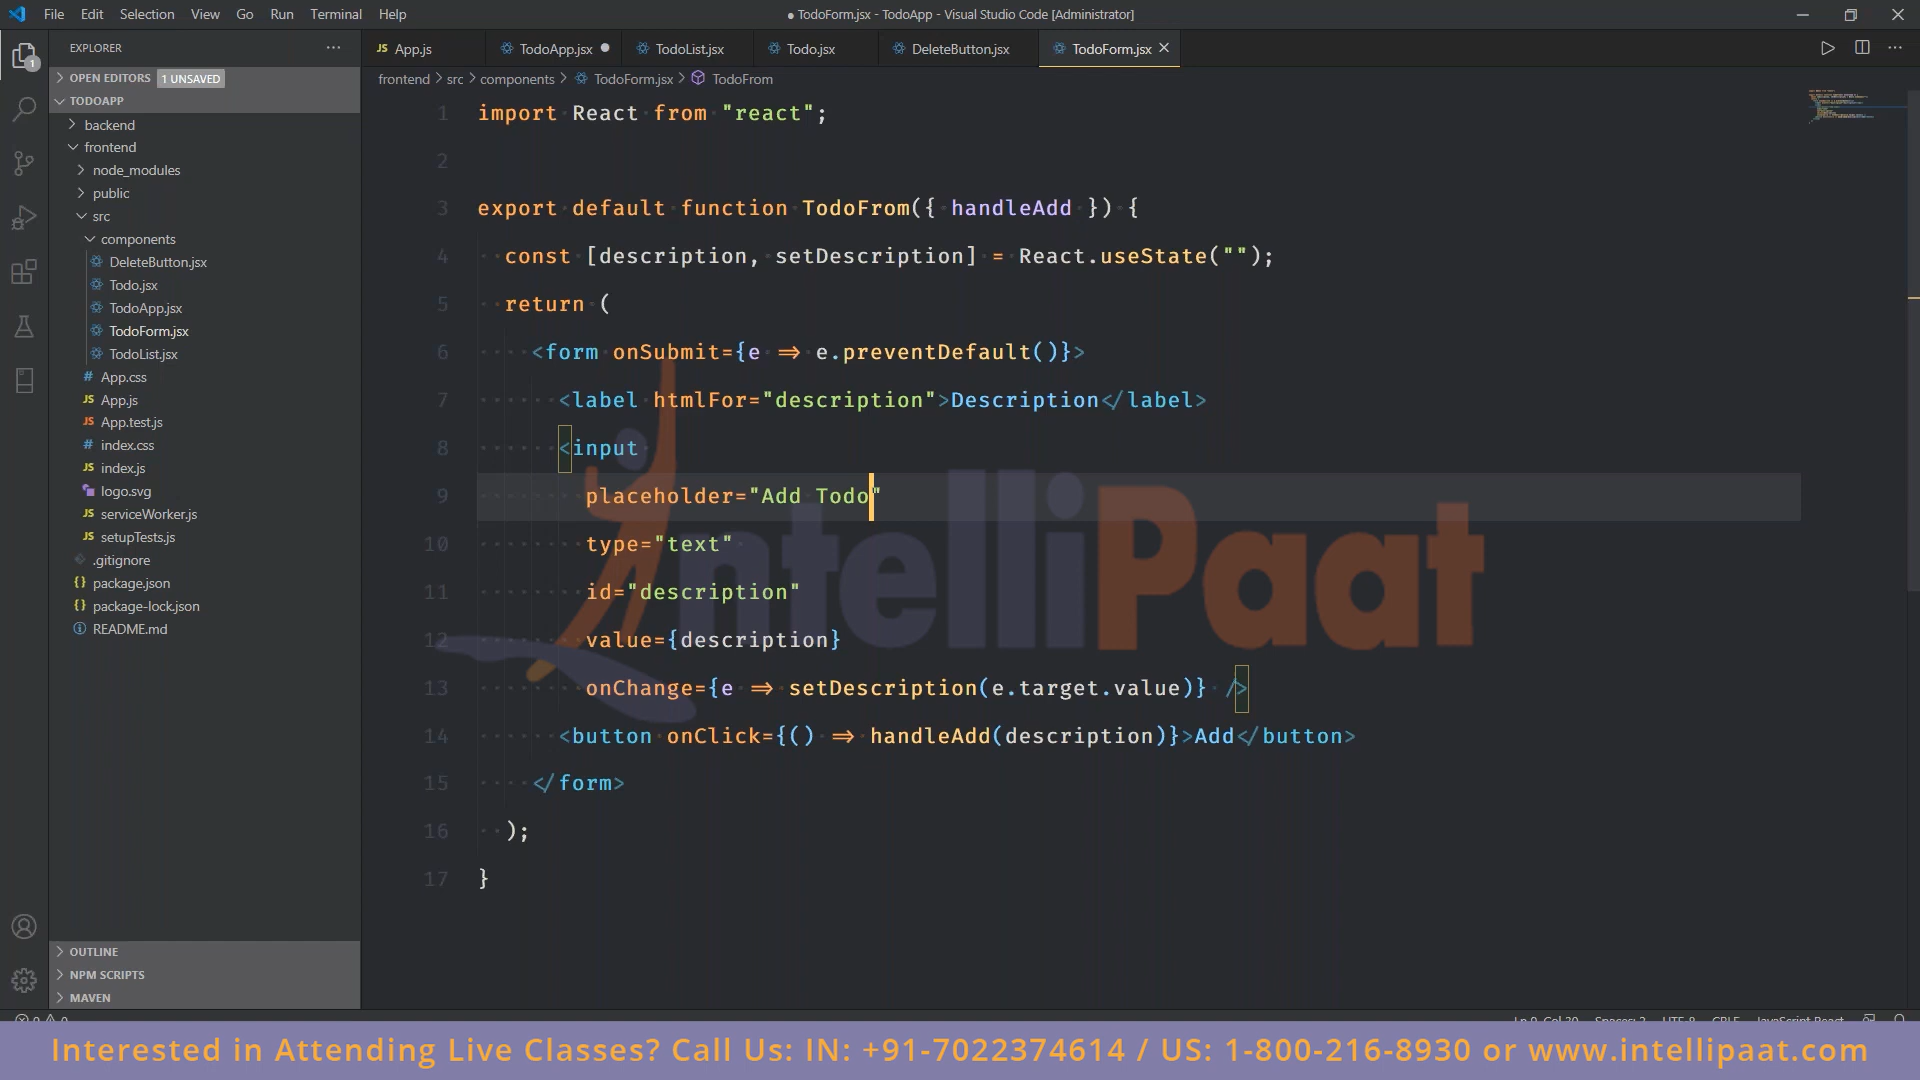 File Edit Selection View Go Run Terminal Help
● TodoForm.jsx - TodoApp - Visual Studio Code [Administrator]
EXPLORER
1
OPEN EDITORS 1 UNSAVED
TODOAPP
backend
frontend
node_modules
public
src
components
DeleteButton.jsx
Todo.jsx
TodoApp.jsx
TodoForm.jsx
TodoList.jsx
# App.css
JS App.js
JS App.test.js
# index.css
JS index.js
logo.svg
JS serviceWorker.js
JS setupTests.js
.gitignore
{} package.json
{} package-lock.json
README.md
OUTLINE
NPM SCRIPTS
MAVEN
JS App.js TodoApp.jsx TodoList.jsx Todo.jsx DeleteButton.jsx TodoForm.jsx
frontend > src > components > TodoForm.jsx > TodoFrom
1 import React from "react";
2
3 export default function TodoFrom({ handleAdd }) {
4 const [description, setDescription] = React.useState("");
5 return (
6 <form onSubmit={e => e.preventDefault()}>
7 <label htmlFor="description">Description</label>
8 <input
9 placeholder="Add Todo"
10 type="text"
11 id="description"
12 value={description}
13 onChange={e => setDescription(e.target.value)} />
14 <button onClick={() => handleAdd(description)}>Add</button>
15 </form>
16 );
17 }
IntelliPaat
Interested in Attending Live Classes? Call Us: IN: +91-7022374614 / US: 1-800-216-8930 or www.intellipaat.com